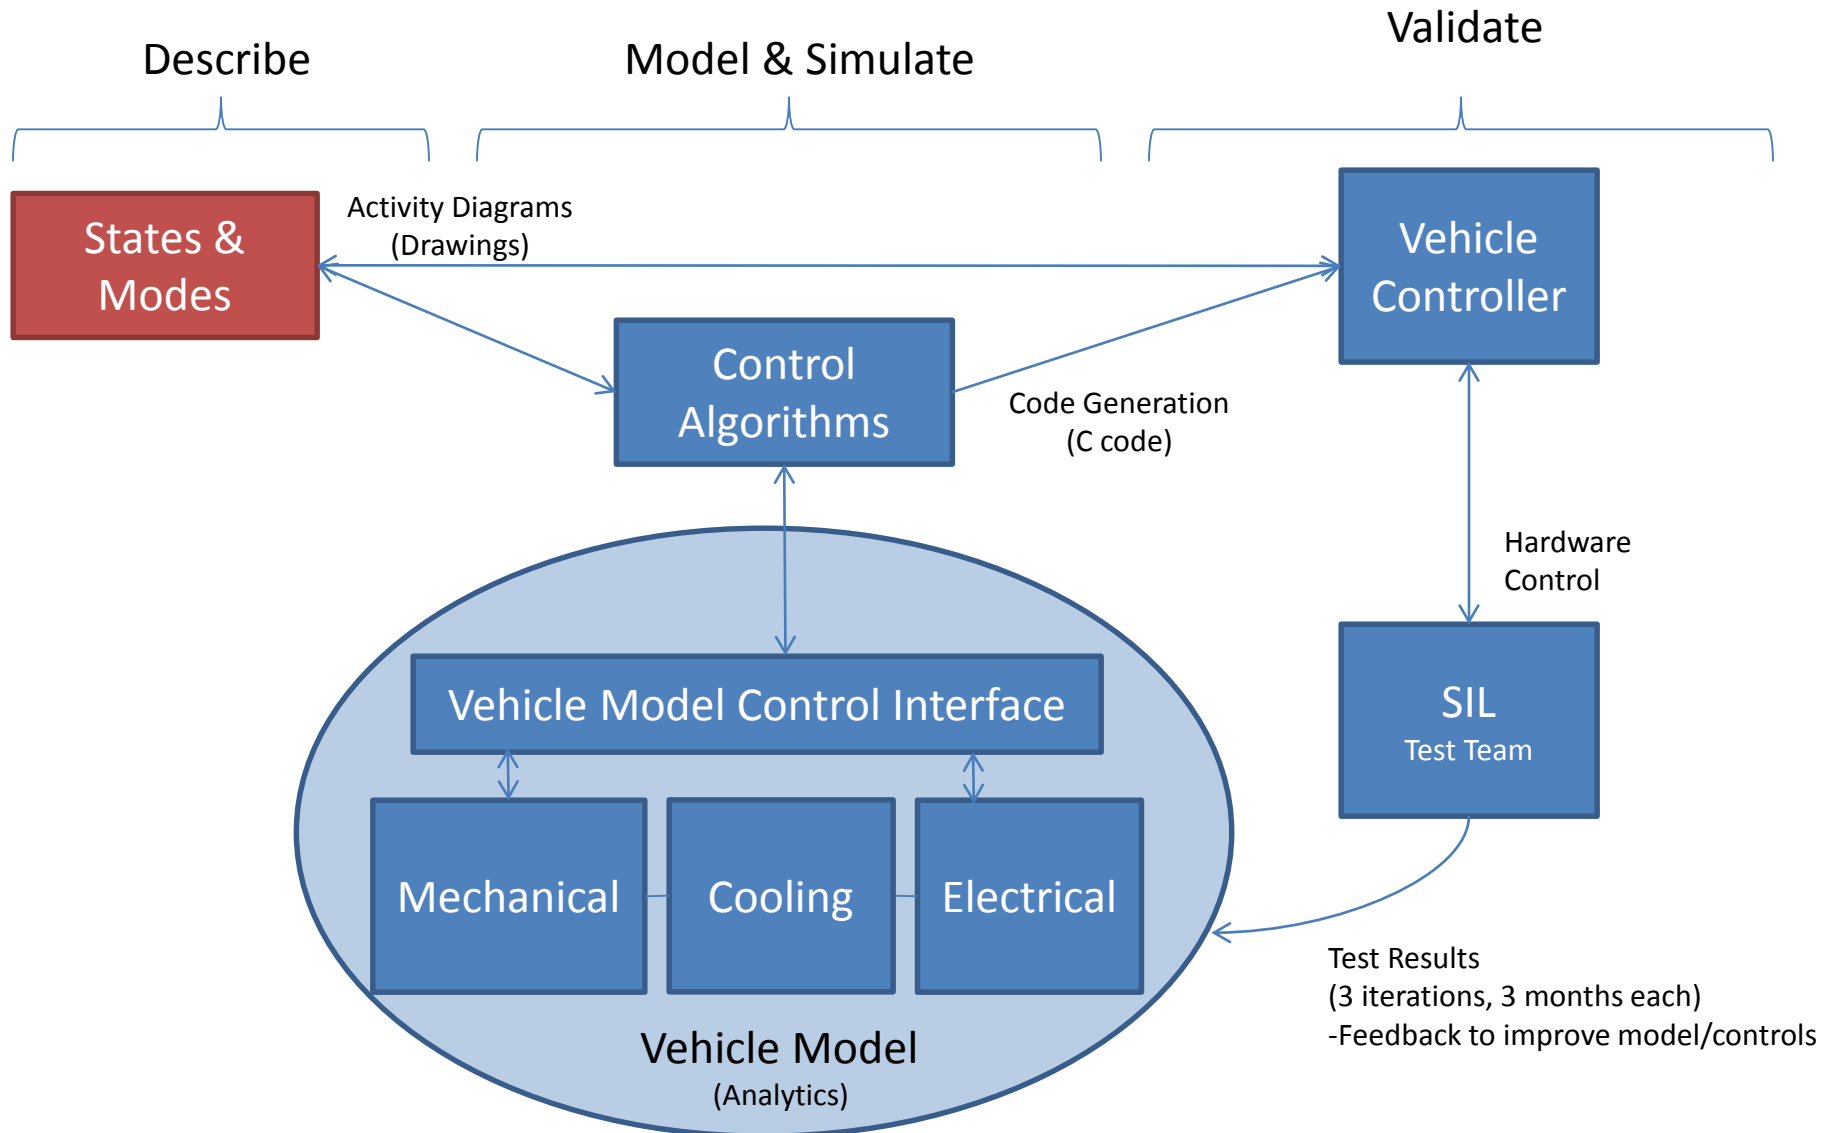 Describe
Model & Simulate
Validate
States &
Modes
Activity Diagrams
(Drawings)
Vehicle
Controller
Control
Algorithms
Code Generation
(C code)
Hardware
Control
Vehicle Model Control Interface
SIL
Test Team
Mechanical
Cooling
Electrical
Test Results
(3 iterations, 3 months each)
-Feedback to improve model/controls
Vehicle Model
(Analytics)